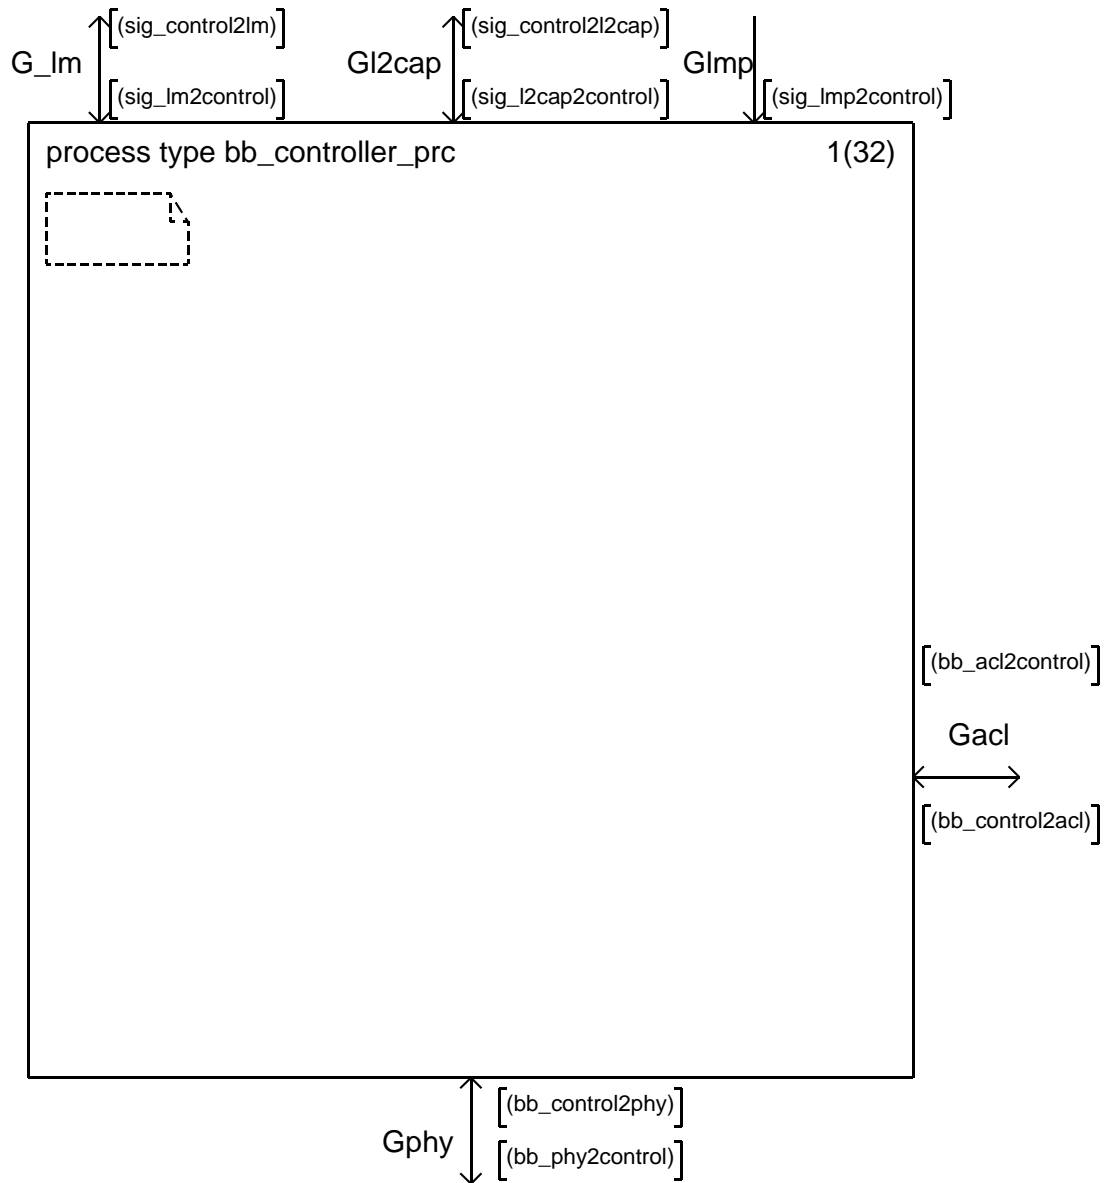 (sig_control2lm)
(sig_control2l2cap)
G_lm
Gl2cap
Glmp
(sig_lm2control)
(sig_l2cap2control)
(sig_lmp2control)
process type bb_controller_prc
1(32)
(bb_acl2control)
Gacl
(bb_control2acl)
(bb_control2phy)
Gphy
(bb_phy2control)